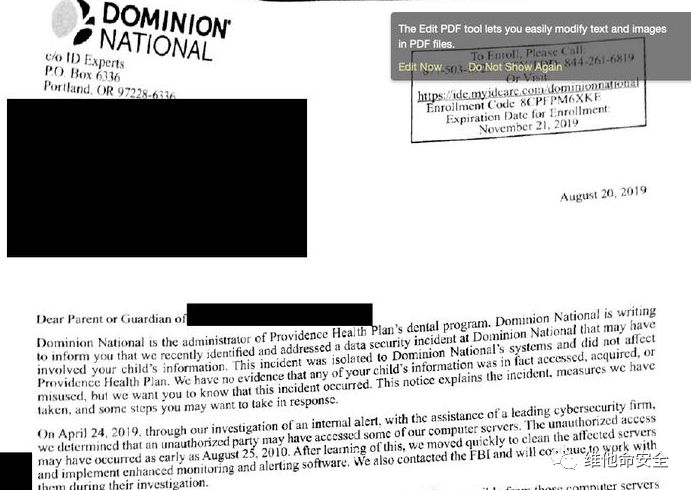 DOMINION
NATIONAL
c/o ID Experts
P.O. Box 6336
Portland, OR 97228-6336
The Edit PDF tool lets you easily modify text and images
in PDF files.
Edit Now
Do Not Show Again
To Enroll, Please Call:
844-261-6819
Or Visit:
https://ide.myidcare.com/dominionnational
Enrollment Code 8CPFPM6XKE
Expiration Date for Enrollment:
November 21, 2019
August 20, 2019
Dear Parent or Guardian of
Dominion National is the administrator of Providence Health Plan's dental program. Dominion National is writing
to inform you that we recently identified and addressed a data security incident at Dominion National that may have
involved your child's information. This incident was isolated to Dominion National's systems and did not affect
Providence Health Plan. We have no evidence that any of your child's information was in fact accessed, acquired, or
misused, but we want you to know that this incident occurred. This notice explains the incident, measures we have
taken, and some steps you may want to take in response.
On April 24, 2019, through our investigation of an internal alert, with the assistance of a leading cybersecurity firm,
we determined that an unauthorized party may have accessed some of our computer servers. The unauthorized access
may have occurred as early as August 25, 2010. After learning of this, we moved quickly to clean the affected servers
and implement enhanced monitoring and alerting software. We also contacted the FBI and will continue to work with
them during their investigation.
维他命安全